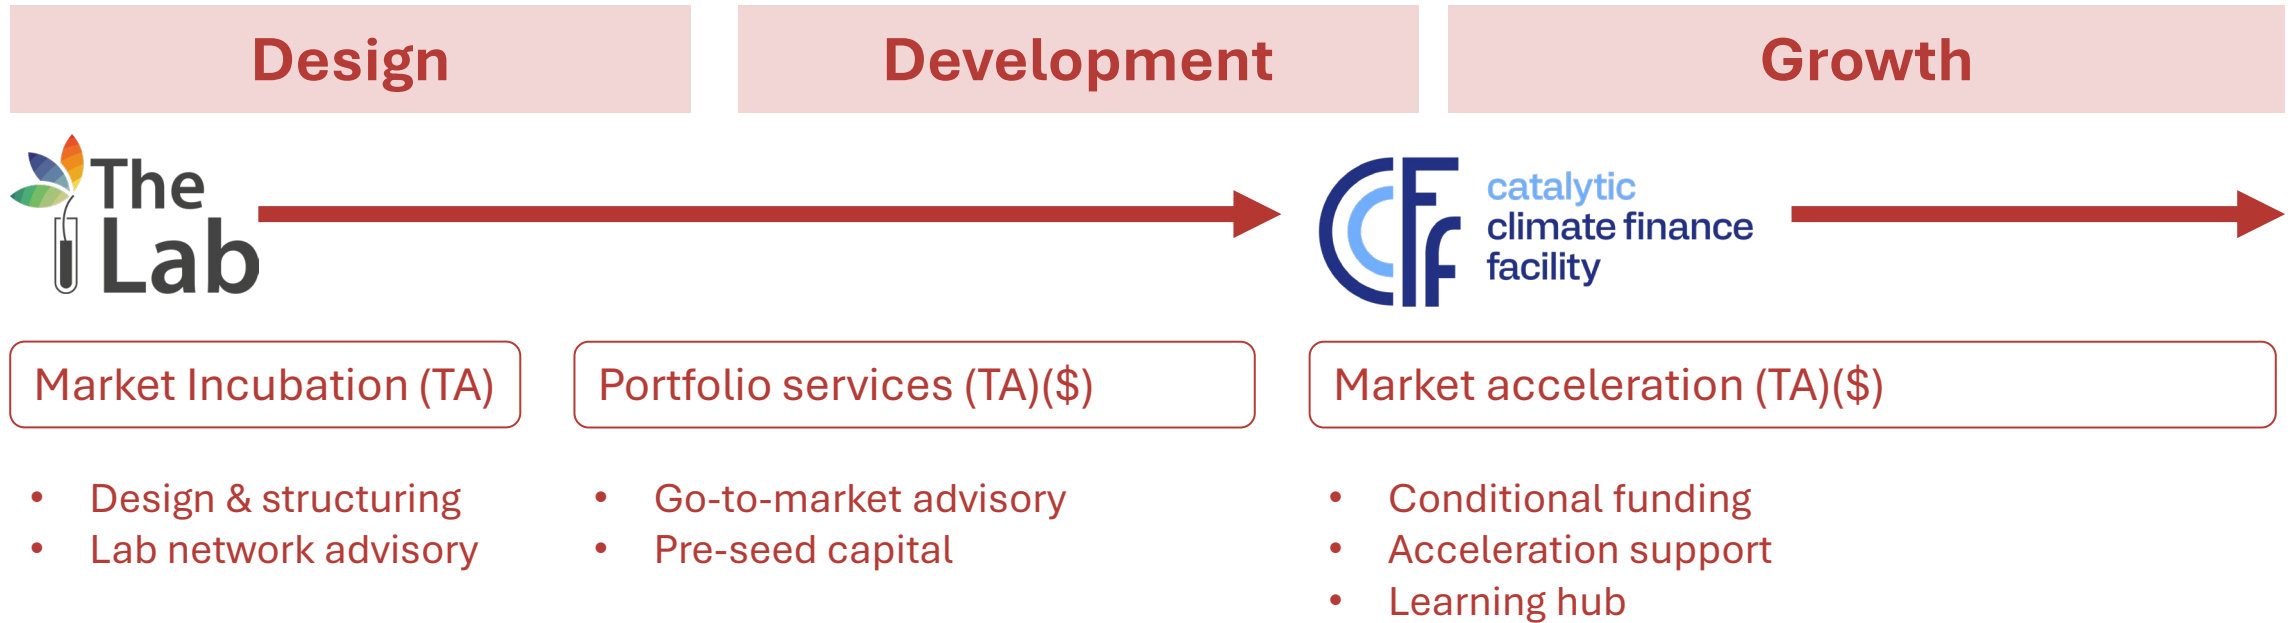 Design
Development
Growth
The
Lab
CCFF
catalytic
climate finance
facility
Market Incubation (TA)
Portfolio services (TA)($)
Market acceleration (TA)($)
• Design & structuring
• Lab network advisory
• Go-to-market advisory
• Pre-seed capital
• Conditional funding
• Acceleration support
• Learning hub